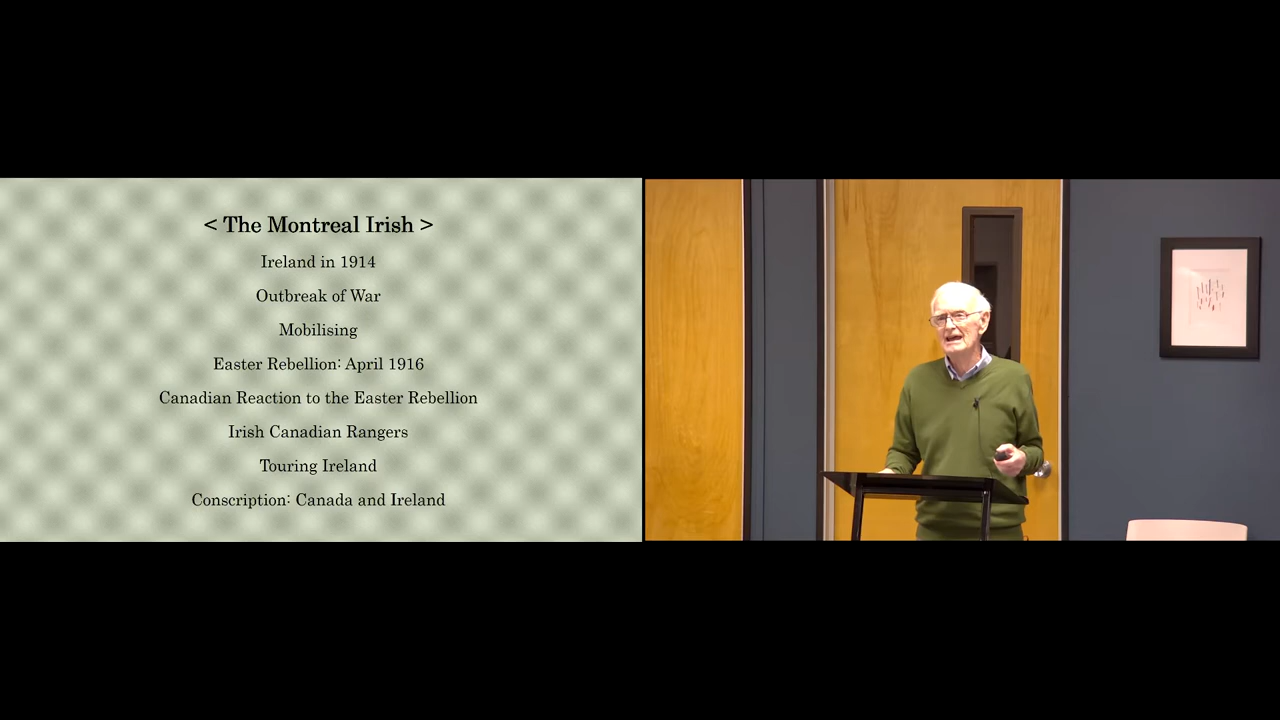 < The Montreal Irish >
Ireland in 1914
Outbreak of War
Mobilising
Easter Rebellion: April 1916
Canadian Reaction to the Easter Rebellion
Irish Canadian Rangers
Touring Ireland
Conscription: Canada and Ireland